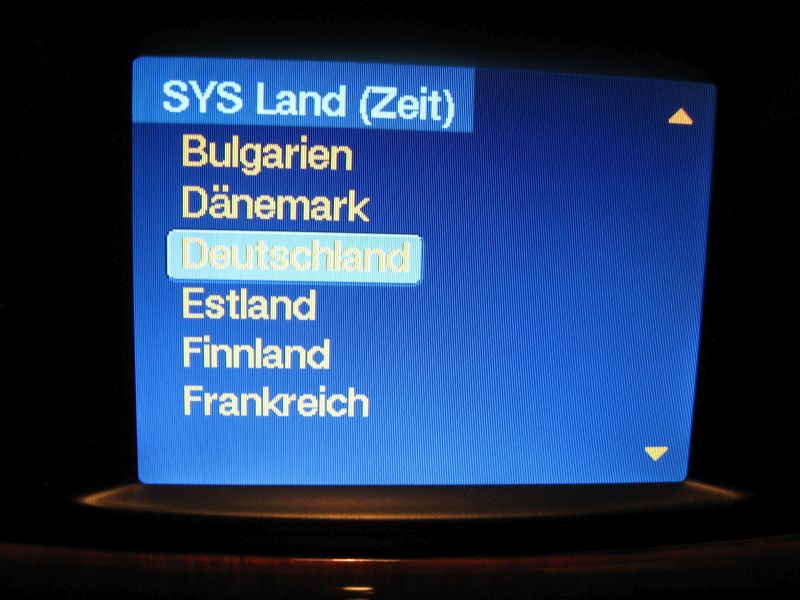 SYS Land (Zeit)
Bulgarien
Dänemark
Deutschland
Estland
Finnland
Frankreich